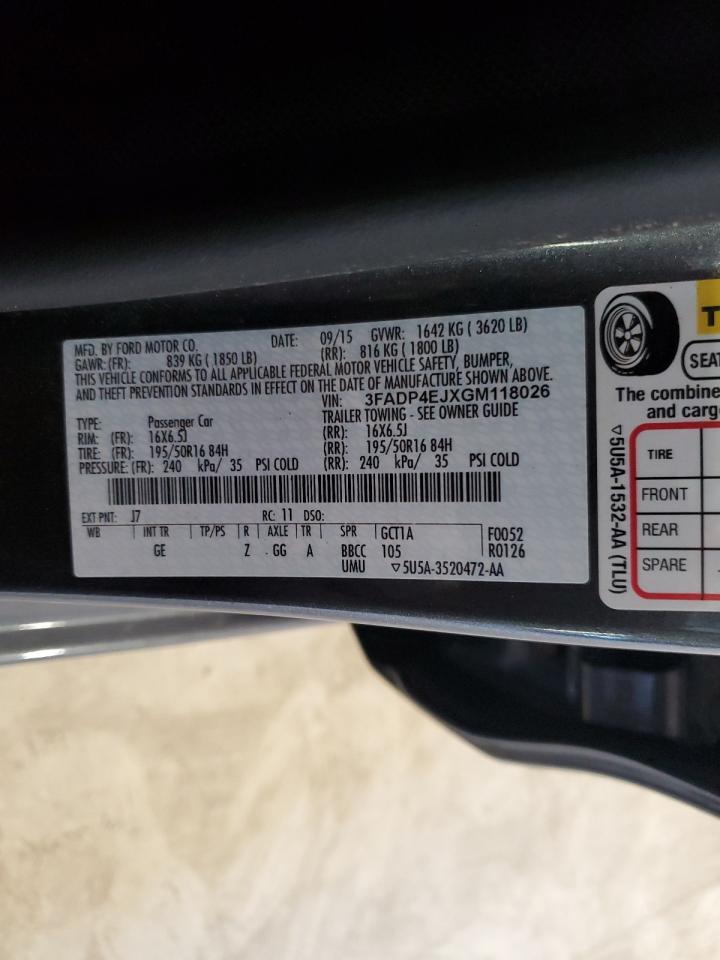 MFD. BY FORD MOTOR CO. DATE: 09/15 GVWR: 1642 KG ( 3620 LB)
GAWR: (FR): 839 KG ( 1850 LB) (RR): 816 KG ( 1800 LB)
THIS VEHICLE CONFORMS TO ALL APPLICABLE FEDERAL MOTOR VEHICLE SAFETY, BUMPER,
AND THEFT PREVENTION STANDARDS IN EFFECT ON THE DATE OF MANUFACTURE SHOWN ABOVE.
VIN: 3FADP4EJXGM118026
TYPE: Passenger Car TRAILER TOWING - SEE OWNER GUIDE
RIM: (FR): 16X6.5J (RR): 16X6.5J
TIRE: (FR): 195/50R16 84H (RR): 195/50R16 84H
PRESSURE: (FR): 240 kPa/ 35 PSI COLD (RR): 240 kPa/ 35 PSI COLD
EXT PNT: J7 RC: 11 DSO:
WB INT TR TP/PS R AXLE TR SPR GCT1A F0052
GE Z . GG A BBCC 105 R0126
UMU ▽5U5A-3520472-AA
SEAT
The combine
and cargo
TIRE
FRONT
REAR
SPARE
▽5U5A-1532-AA (TLU)